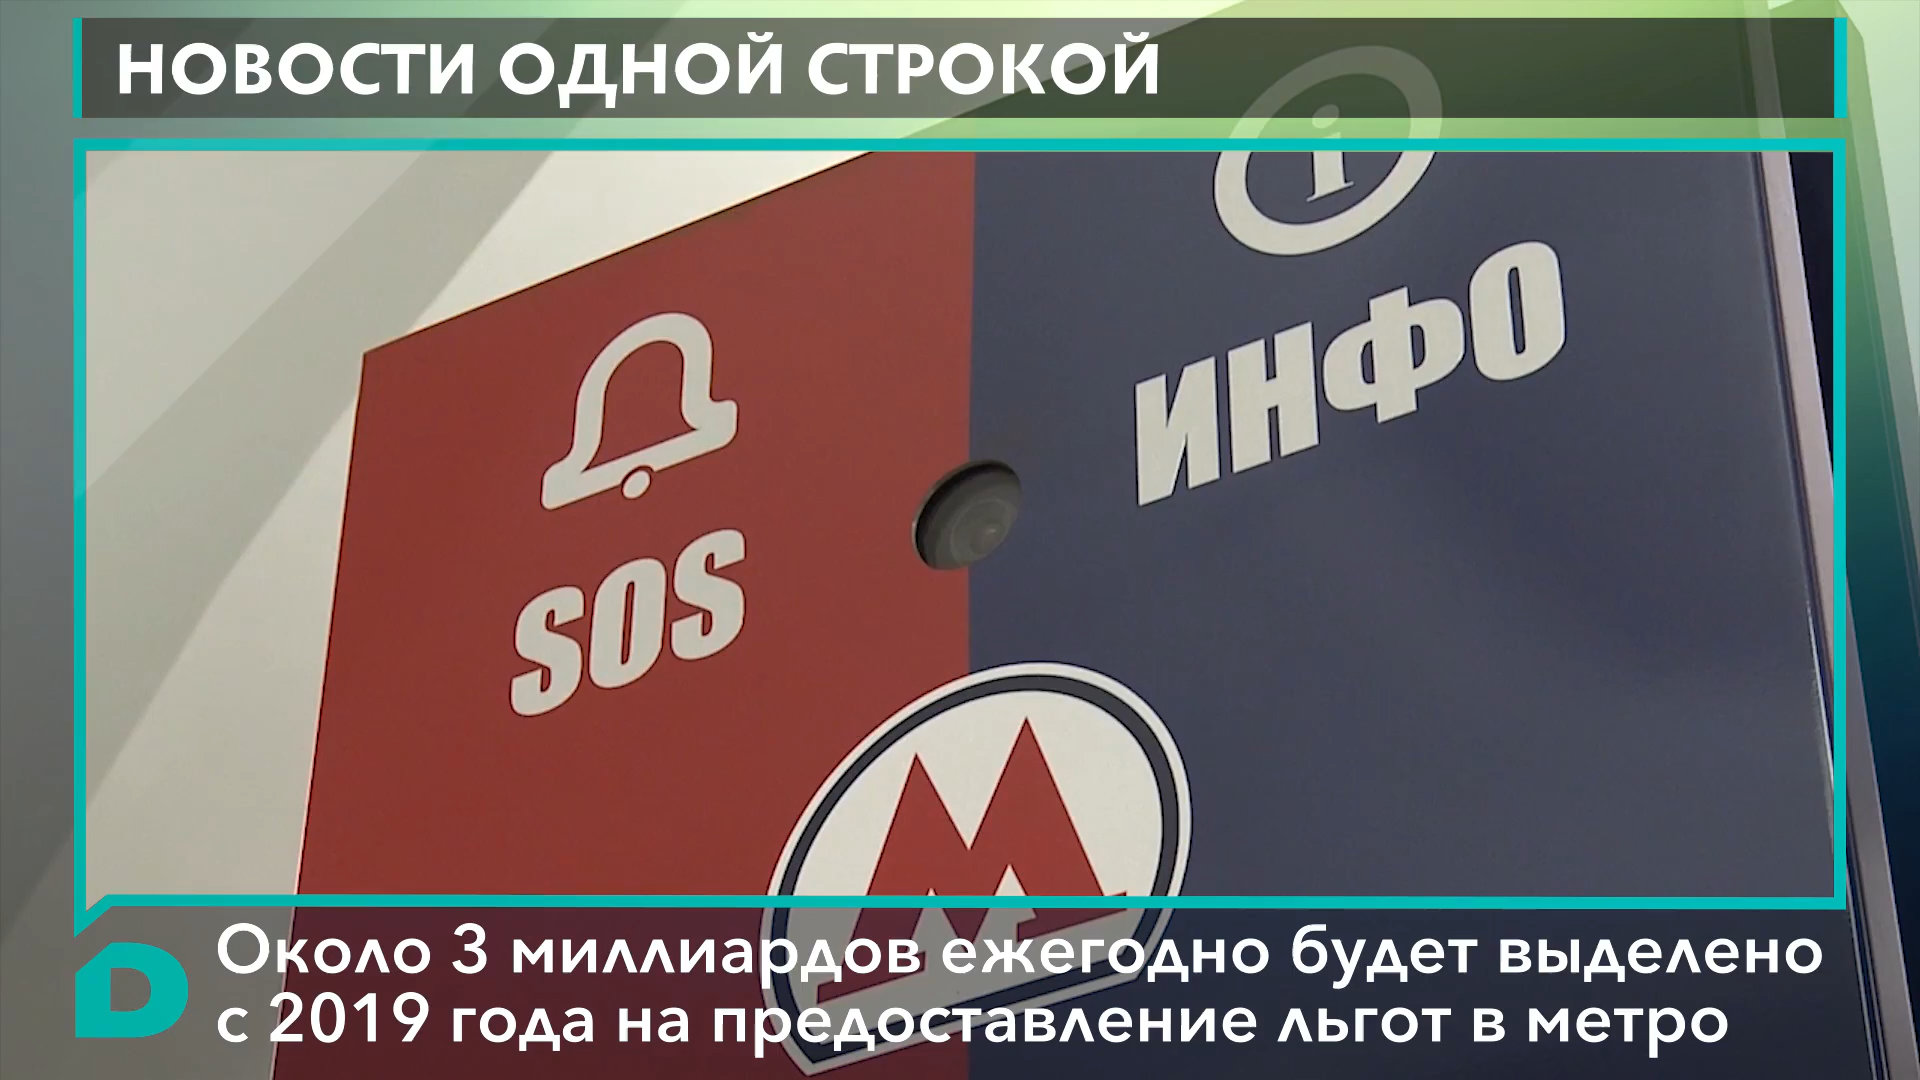 НОВОСТИ ОДНОЙ СТРОКОЙ
i
ИНФО
SOS
М
Около 3 миллиардов ежегодно будет выделено
с 2019 года на предоставление льгот в метро